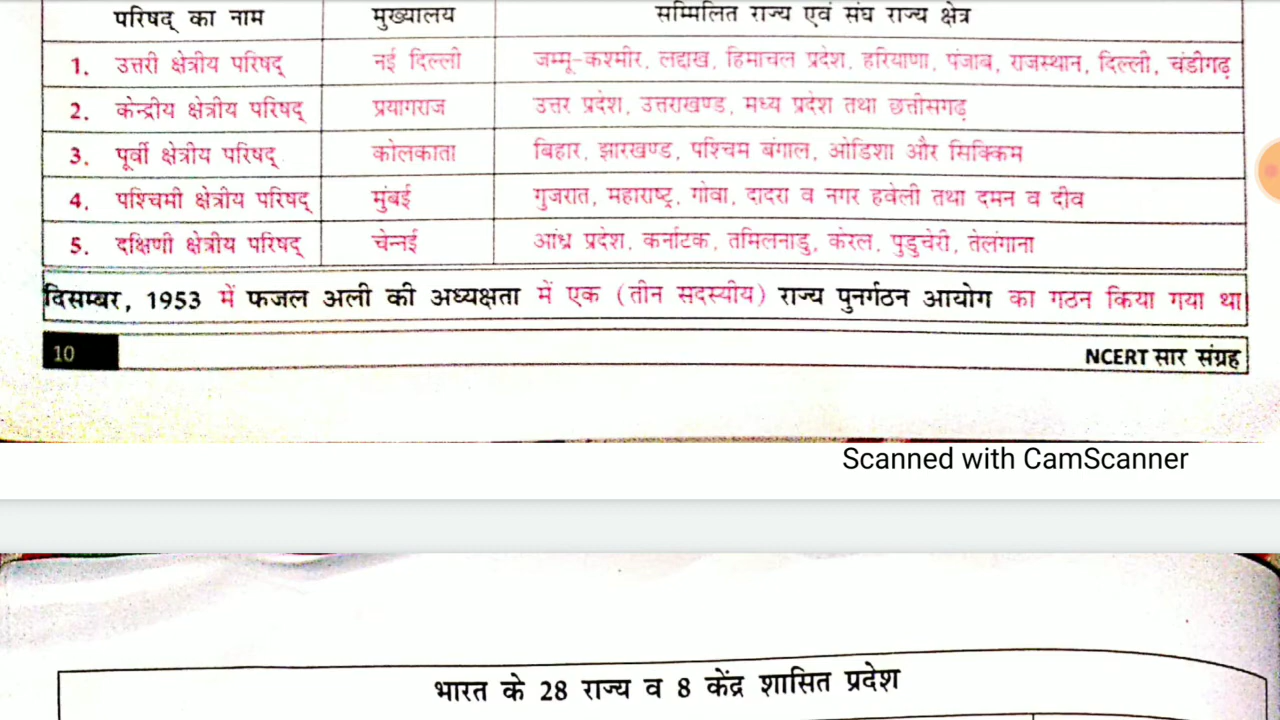 परिषद् का नाम मुख्यालय सम्मिलित राज्य एवं संघ राज्य क्षेत्र
1. उत्तरी क्षेत्रीय परिषद् नई दिल्ली जम्मू-कश्मीर, लद्दाख, हिमाचल प्रदेश, हरियाणा, पंजाब, राजस्थान, दिल्ली, चंडीगढ़
2. केन्द्रीय क्षेत्रीय परिषद् प्रयागराज उत्तर प्रदेश, उत्तराखण्ड, मध्य प्रदेश तथा छत्तीसगढ़
3. पूर्वी क्षेत्रीय परिषद् कोलकाता बिहार, झारखण्ड, पश्चिम बंगाल, ओडिशा और सिक्किम
4. पश्चिमी क्षेत्रीय परिषद् मुंबई गुजरात, महाराष्ट्र, गोवा, दादरा व नगर हवेली तथा दमन व दीव
5. दक्षिणी क्षेत्रीय परिषद् चेन्नई आंध्र प्रदेश, कर्नाटक, तमिलनाडु, केरल, पुडुचेरी, तेलंगाना
दिसम्बर, 1953 में फजल अली की अध्यक्षता में एक (तीन सदस्यीय) राज्य पुनर्गठन आयोग का गठन किया गया था
10 NCERT सार संग्रह
Scanned with CamScanner
भारत के 28 राज्य व 8 केंद्र शासित प्रदेश